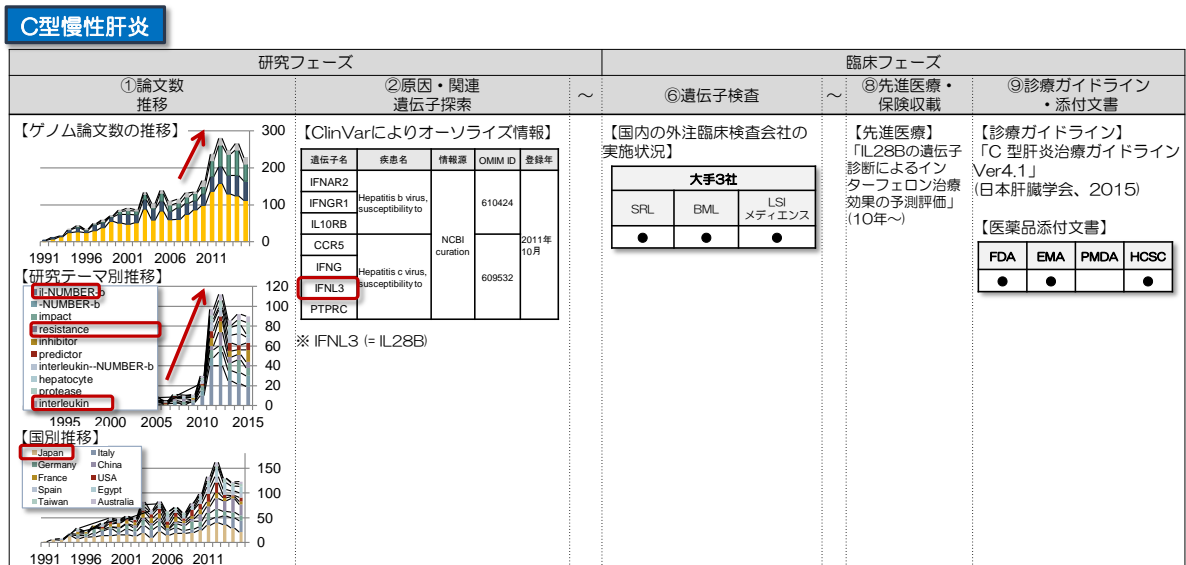 C型慢性肝炎
研究フェーズ
臨床フェーズ
①論文数
推移
②原因・関連
遺伝子探索
～
⑥遺伝子検査
～
⑧先進医療・
保険収載
⑨診療ガイドライン
・添付文書
【ゲノム論文数の推移】
300
200
100
0
1991 1996 2001 2006 2011
【研究テーマ別推移】
il-NUMBER-b
-NUMBER-b
impact
resistance
inhibitor
predictor
interleukin--NUMBER-b
hepatocyte
protease
interleukin
120
100
80
60
40
20
0
1995 2000 2005 2010 2015
【国別推移】
Japan Italy
Germany China
France USA
Spain Egypt
Taiwan Australia
150
100
50
0
1991 1996 2001 2006 2011
【ClinVarによりオーソライズ情報】
遺伝子名 疾患名 情報源 OMIM ID 登録年
IFNAR2
IFNGR1
IL10RB
Hepatitis b virus,
susceptibility to
610424
CCR5
IFNG
IFNL3
PTPRC
Hepatitis c virus,
susceptibility to
609532
NCBI
curation
2011年
10月
※ IFNL3 (= IL28B)
【国内の外注臨床検査会社の
実施状況】
大手3社
SRL BML LSI
メディエンス
● ● ●
【先進医療】
「IL28Bの遺伝子
診断によるイン
ターフェロン治療
効果の予測評価」
(10年～)
【診療ガイドライン】
「C 型肝炎治療ガイドライン
Ver4.1」
(日本肝臓学会、2015)
【医薬品添付文書】
FDA EMA PMDA HCSC
● ● ●